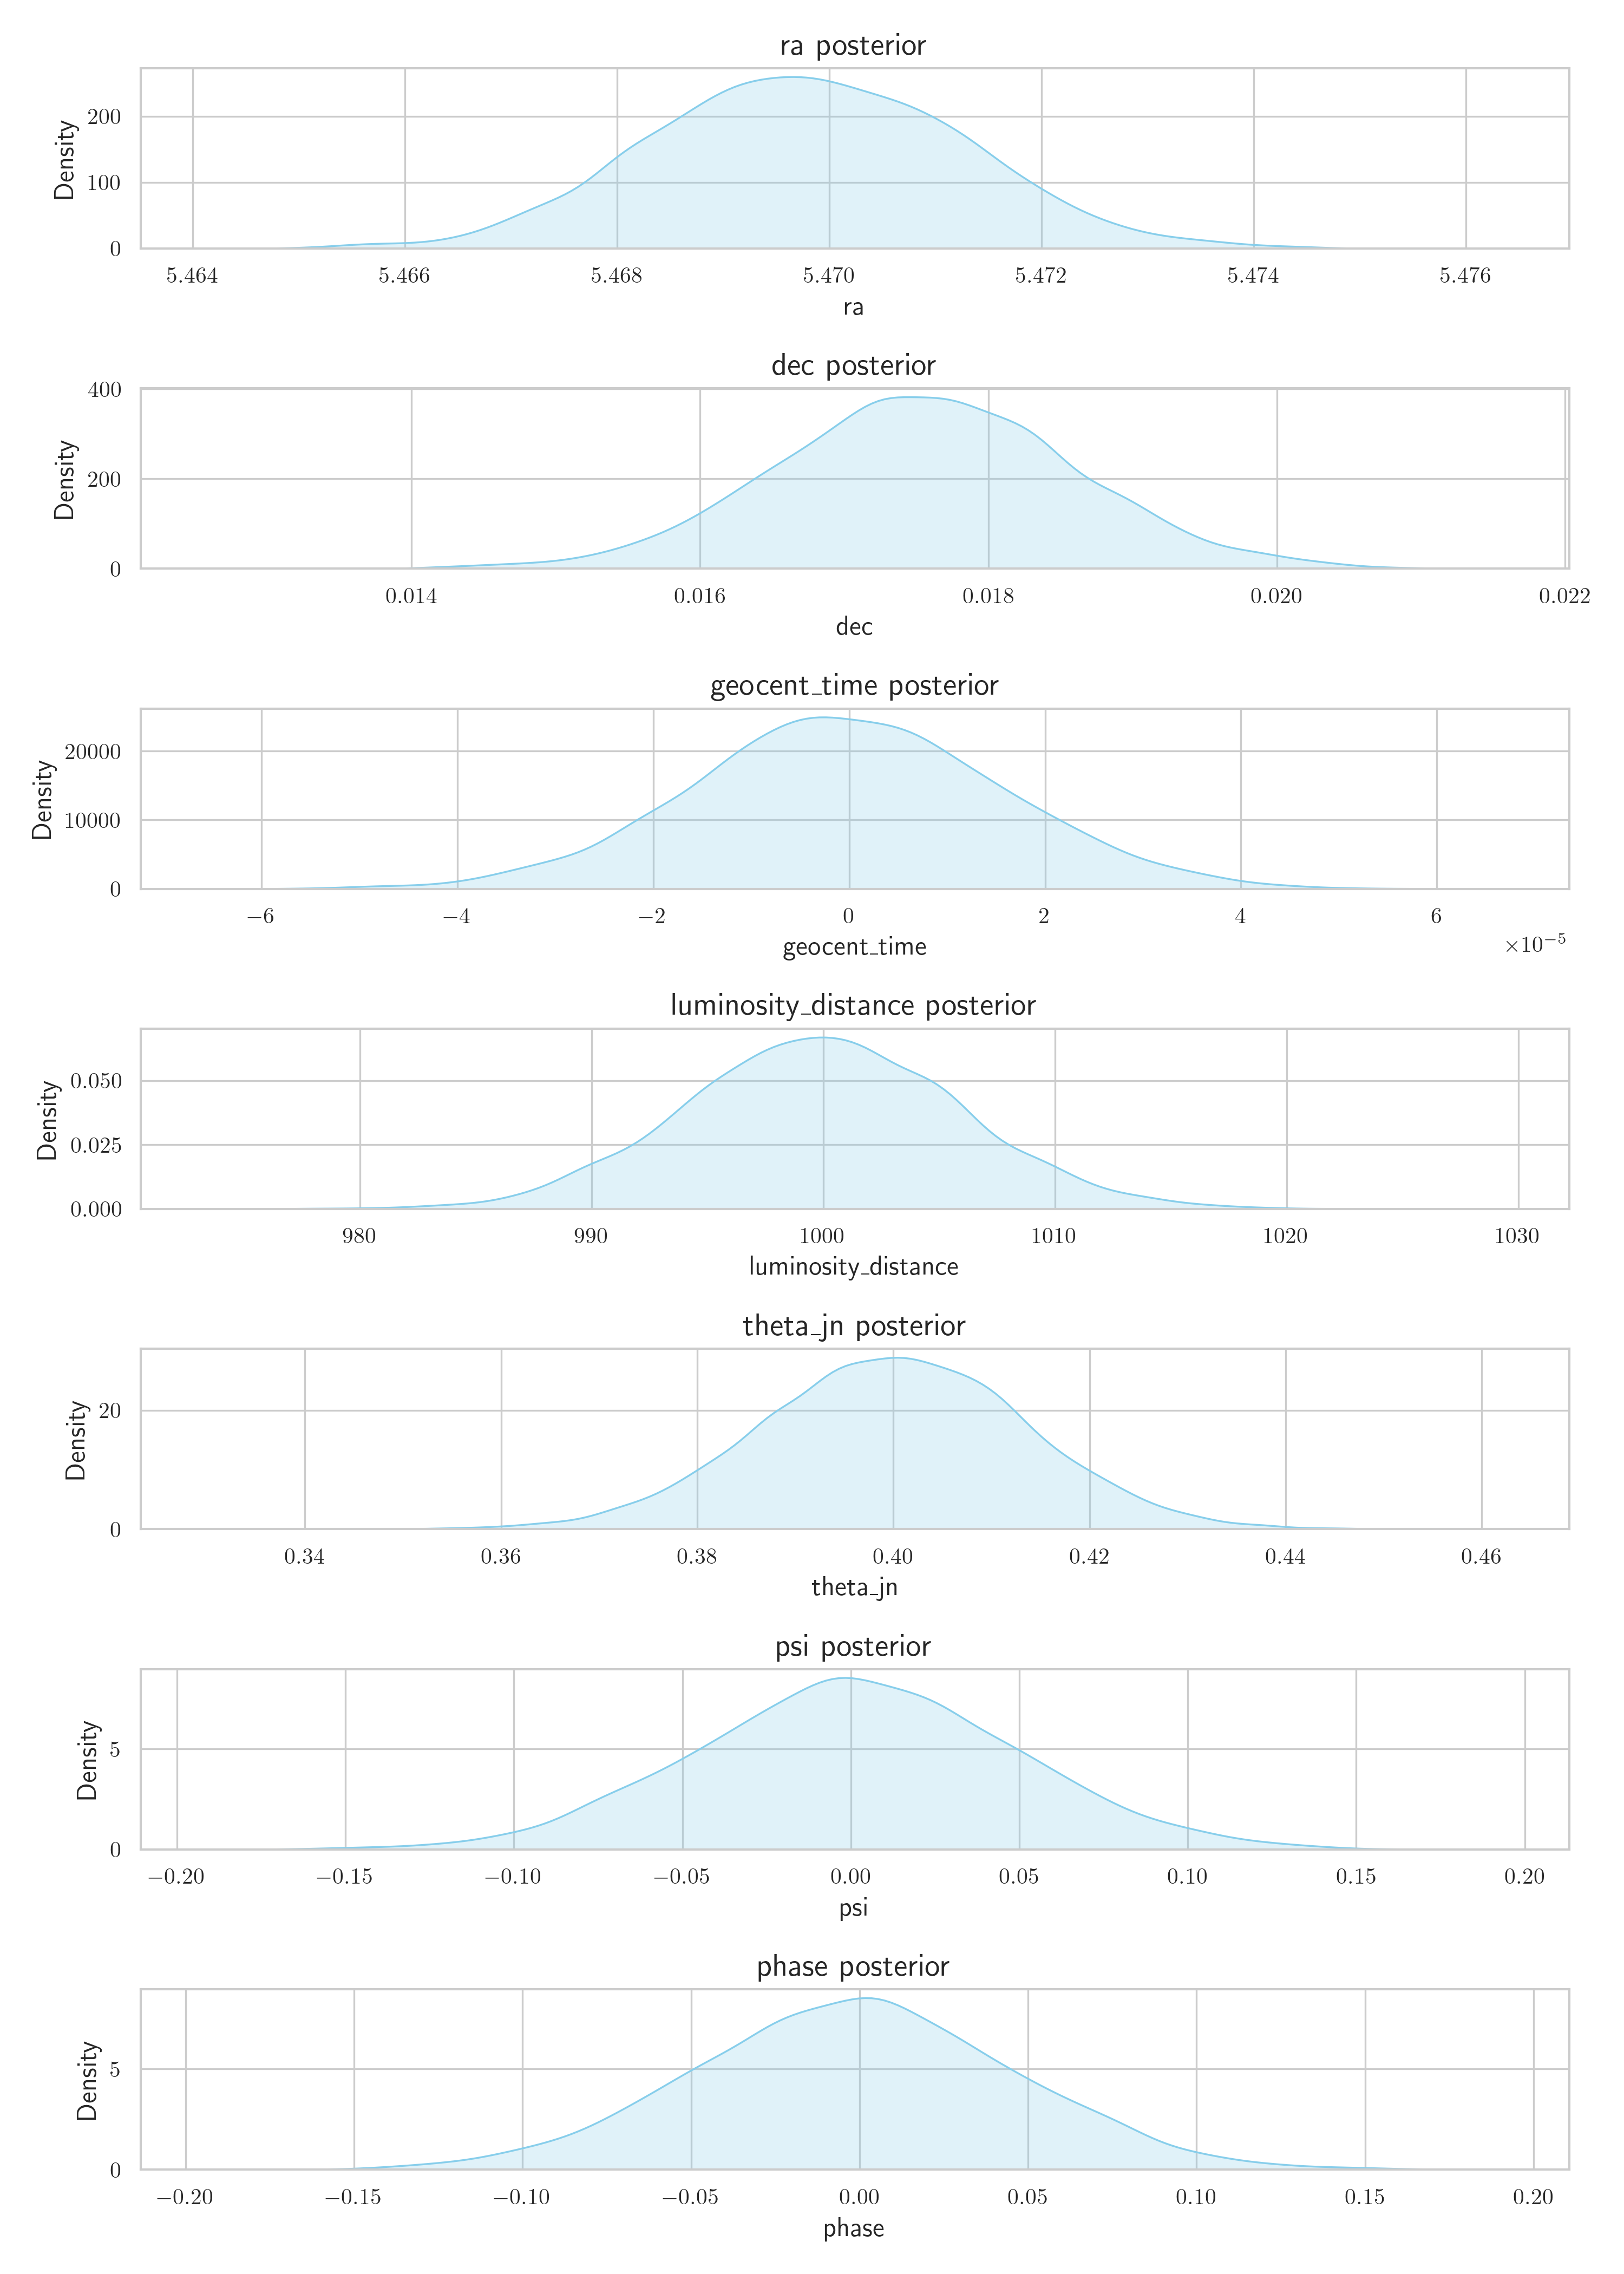 ra posterior
Density
200
100
0
5.464 5.466 5.468 5.470 5.472 5.474 5.476
ra
dec posterior
Density
400
200
0
0.014 0.016 0.018 0.020 0.022
dec
geocent_time posterior
Density
20000
10000
0
−6 −4 −2 0 2 4 6
×10⁻⁵
geocent_time
luminosity_distance posterior
Density
0.050
0.025
0.000
980 990 1000 1010 1020 1030
luminosity_distance
theta_jn posterior
Density
20
0
0.34 0.36 0.38 0.40 0.42 0.44 0.46
theta_jn
psi posterior
Density
5
0
−0.20 −0.15 −0.10 −0.05 0.00 0.05 0.10 0.15 0.20
psi
phase posterior
Density
5
0
−0.20 −0.15 −0.10 −0.05 0.00 0.05 0.10 0.15 0.20
phase